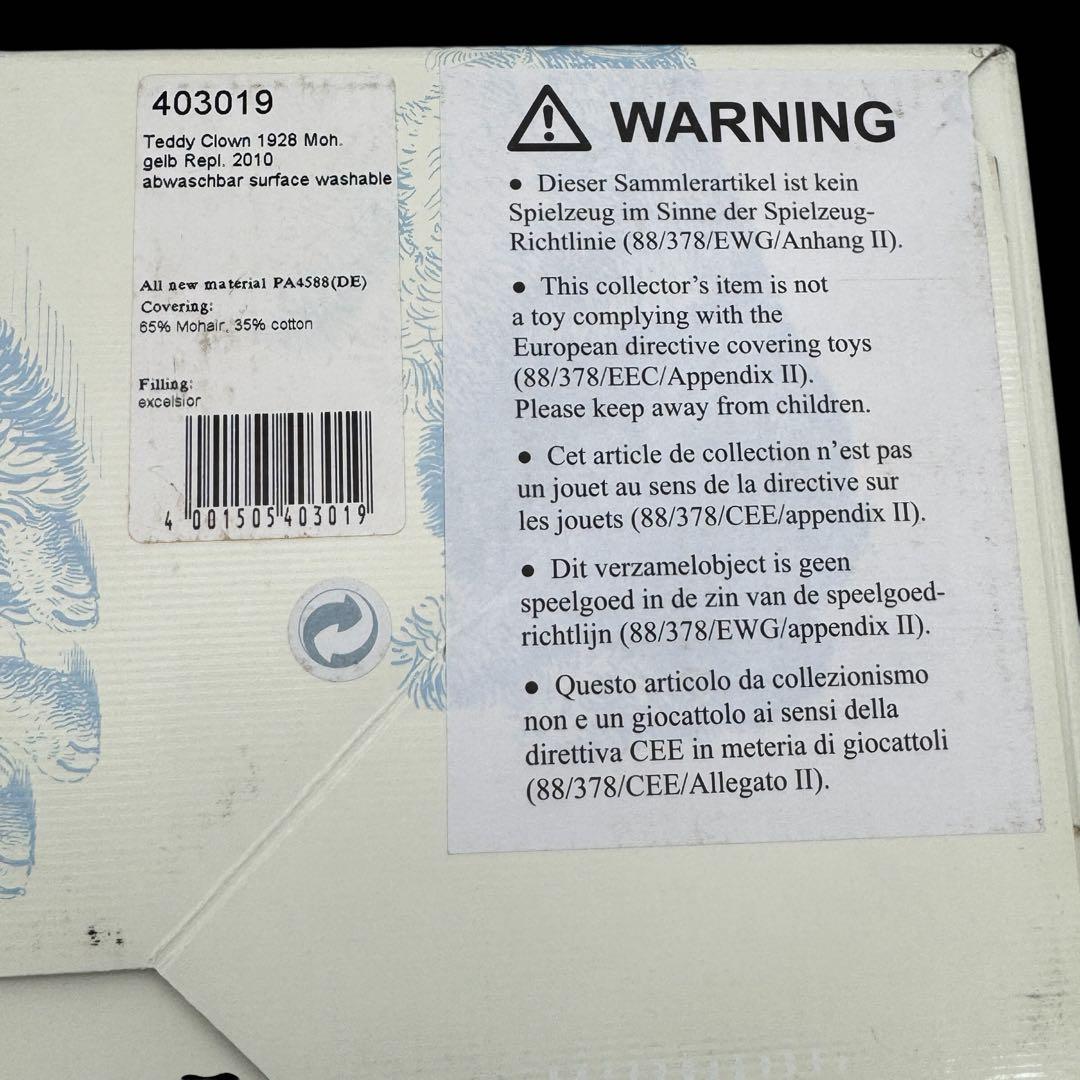 403019
Teddy Clown 1928 Moh.
gelb Repl. 2010
abwaschbar surface washable
All new material PA4588(DE)
Covering:
65% Mohair, 35% cotton
Filling:
excelsior
4 001505 403019
WARNING
• Dieser Sammlerartikel ist kein
Spielzeug im Sinne der Spielzeug-
Richtlinie (88/378/EWG/Anhang II).
• This collector's item is not
a toy complying with the
European directive covering toys
(88/378/EEC/Appendix II).
Please keep away from children.
• Cet article de collection n'est pas
un jouet au sens de la directive sur
les jouets (88/378/CEE/appendix II).
• Dit verzamelobject is geen
speelgoed in de zin van de speelgoed-
richtlijn (88/378/EWG/appendix II).
• Questo articolo da collezionismo
non e un giocattolo ai sensi della
direttiva CEE in meteria di giocattoli
(88/378/CEE/Allegato II).